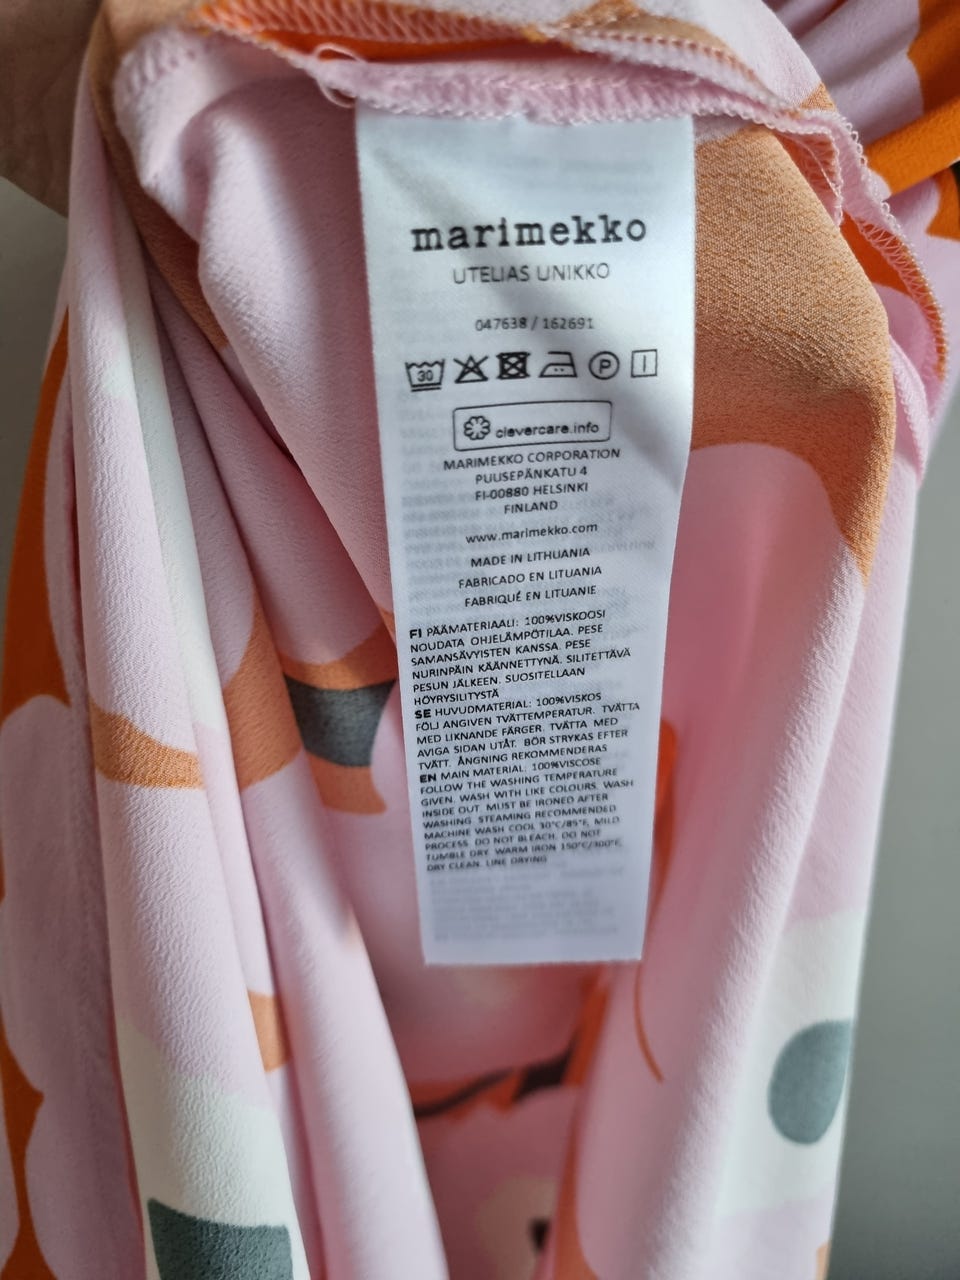 marimekko
UTELIAS UNIKKO
047638 / 162691
30
P
clevercare.info
MARIMEKKO CORPORATION
PUUSEPÄNKATU 4
FI-00880 HELSINKI
FINLAND
www.marimekko.com
MADE IN LITHUANIA
FABRICADO EN LITUANIA
FABRIQUÉ EN LITUANIE
FI PÄÄMATERIAALI: 100%VISKOOSI
NOUDATA OHJELÄMPÖTILAA. PESE
SAMANSÄVYISTEN KANSSA. PESE
NURINPÄIN KÄÄNNETTYNÄ. SILITETTÄVÄ
PESUN JÄLKEEN. SUOSITELLAAN
HÖYRYSILITYSTÄ
SE HUVUDMATERIAL: 100%VISKOS
FÖLJ ANGIVEN TVÄTTEMPERATUR. TVÄTTA
MED LIKNANDE FÄRGER. TVÄTTA MED
AVIGA SIDAN UTÅT. BÖR STRYKAS EFTER
TVÄTT. ÅNGNING REKOMMENDERAS
EN MAIN MATERIAL: 100%VISCOSE
FOLLOW THE WASHING TEMPERATURE
GIVEN. WASH WITH LIKE COLOURS. WASH
INSIDE OUT. MUST BE IRONED AFTER
WASHING. STEAMING RECOMMENDED
MACHINE WASH COOL 30°C/85°F, MILD
PROCESS. DO NOT BLEACH. DO NOT
TUMBLE DRY. WARM IRON 150°C/300°F,
DRY CLEAN. LINE DRYING